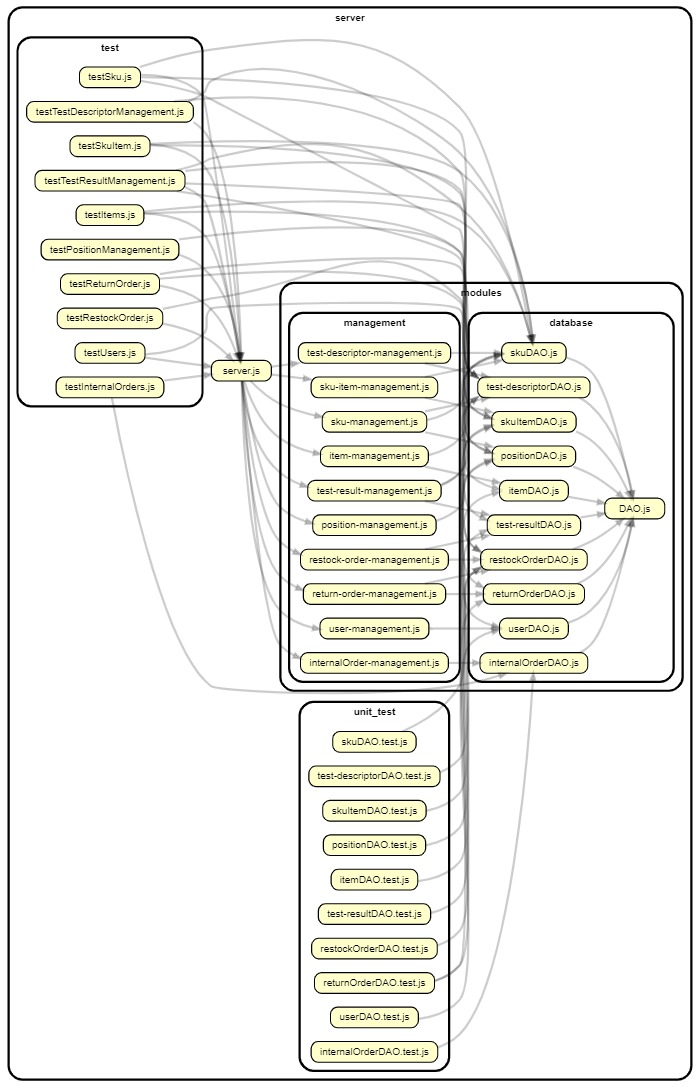 server
test
testSku.js
testTestDescriptorManagement.js
testSkuItem.js
testTestResultManagement.js
testItems.js
testPositionManagement.js
testReturnOrder.js
testRestockOrder.js
testUsers.js
testInternalOrders.js
server.js
modules
management
test-descriptor-management.js
sku-item-management.js
sku-management.js
item-management.js
test-result-management.js
position-management.js
restock-order-management.js
return-order-management.js
user-management.js
internalOrder-management.js
database
skuDAO.js
test-descriptorDAO.js
skuItemDAO.js
positionDAO.js
itemDAO.js
test-resultDAO.js
restockOrderDAO.js
returnOrderDAO.js
userDAO.js
internalOrderDAO.js
DAO.js
unit_test
skuDAO.test.js
test-descriptorDAO.test.js
skuItemDAO.test.js
positionDAO.test.js
itemDAO.test.js
test-resultDAO.test.js
restockOrderDAO.test.js
returnOrderDAO.test.js
userDAO.test.js
internalOrderDAO.test.js